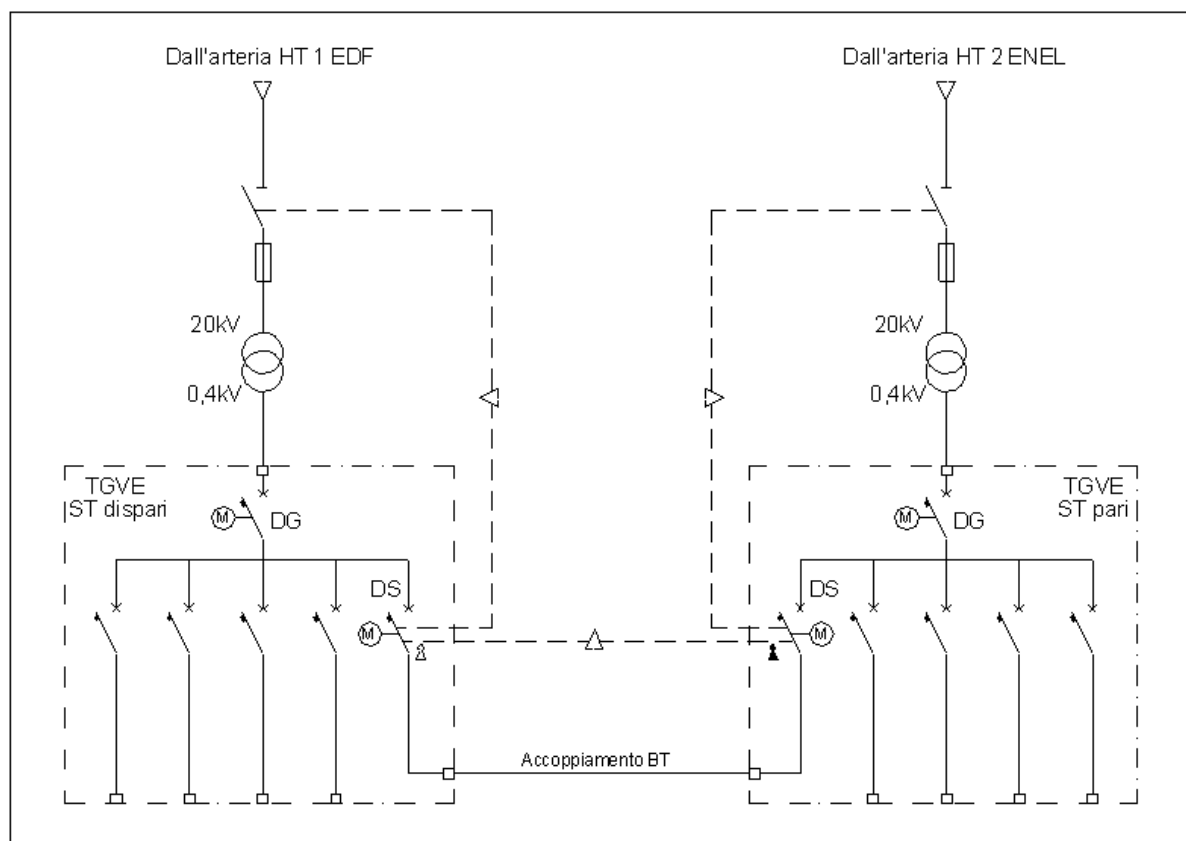 Dall'arteria HT 1 EDF
Dall'arteria HT 2 ENEL
20kV
0,4kV
20kV
0,4kV
TGVE
ST dispari
M
DG
TGVE
ST pari
M
DG
DS
M
DS
M
Accoppiamento BT